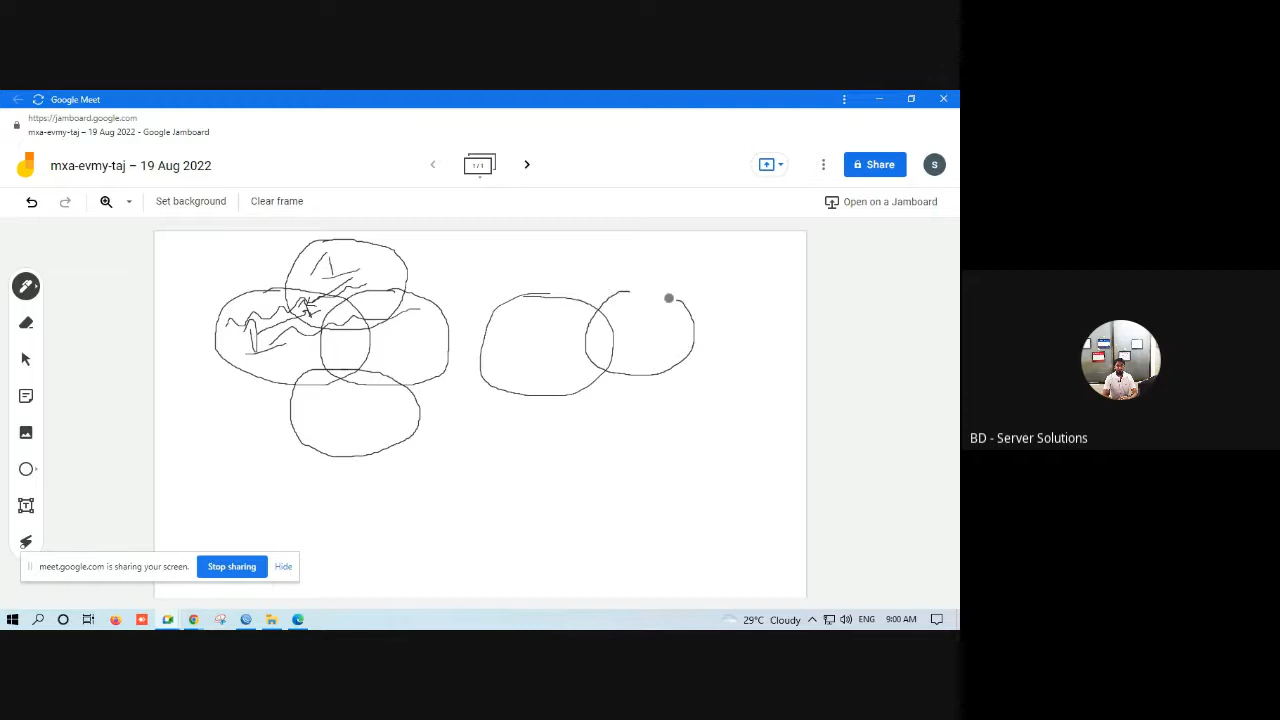 Google Meet
https://jamboard.google.com
mxa-evmy-taj – 19 Aug 2022 - Google Jamboard
mxa-evmy-taj – 19 Aug 2022
1 / 1
Share
s
Set background
Clear frame
Open on a Jamboard
BD - Server Solutions
meet.google.com is sharing your screen.
Stop sharing
Hide
29°C Cloudy
ENG
9:00 AM